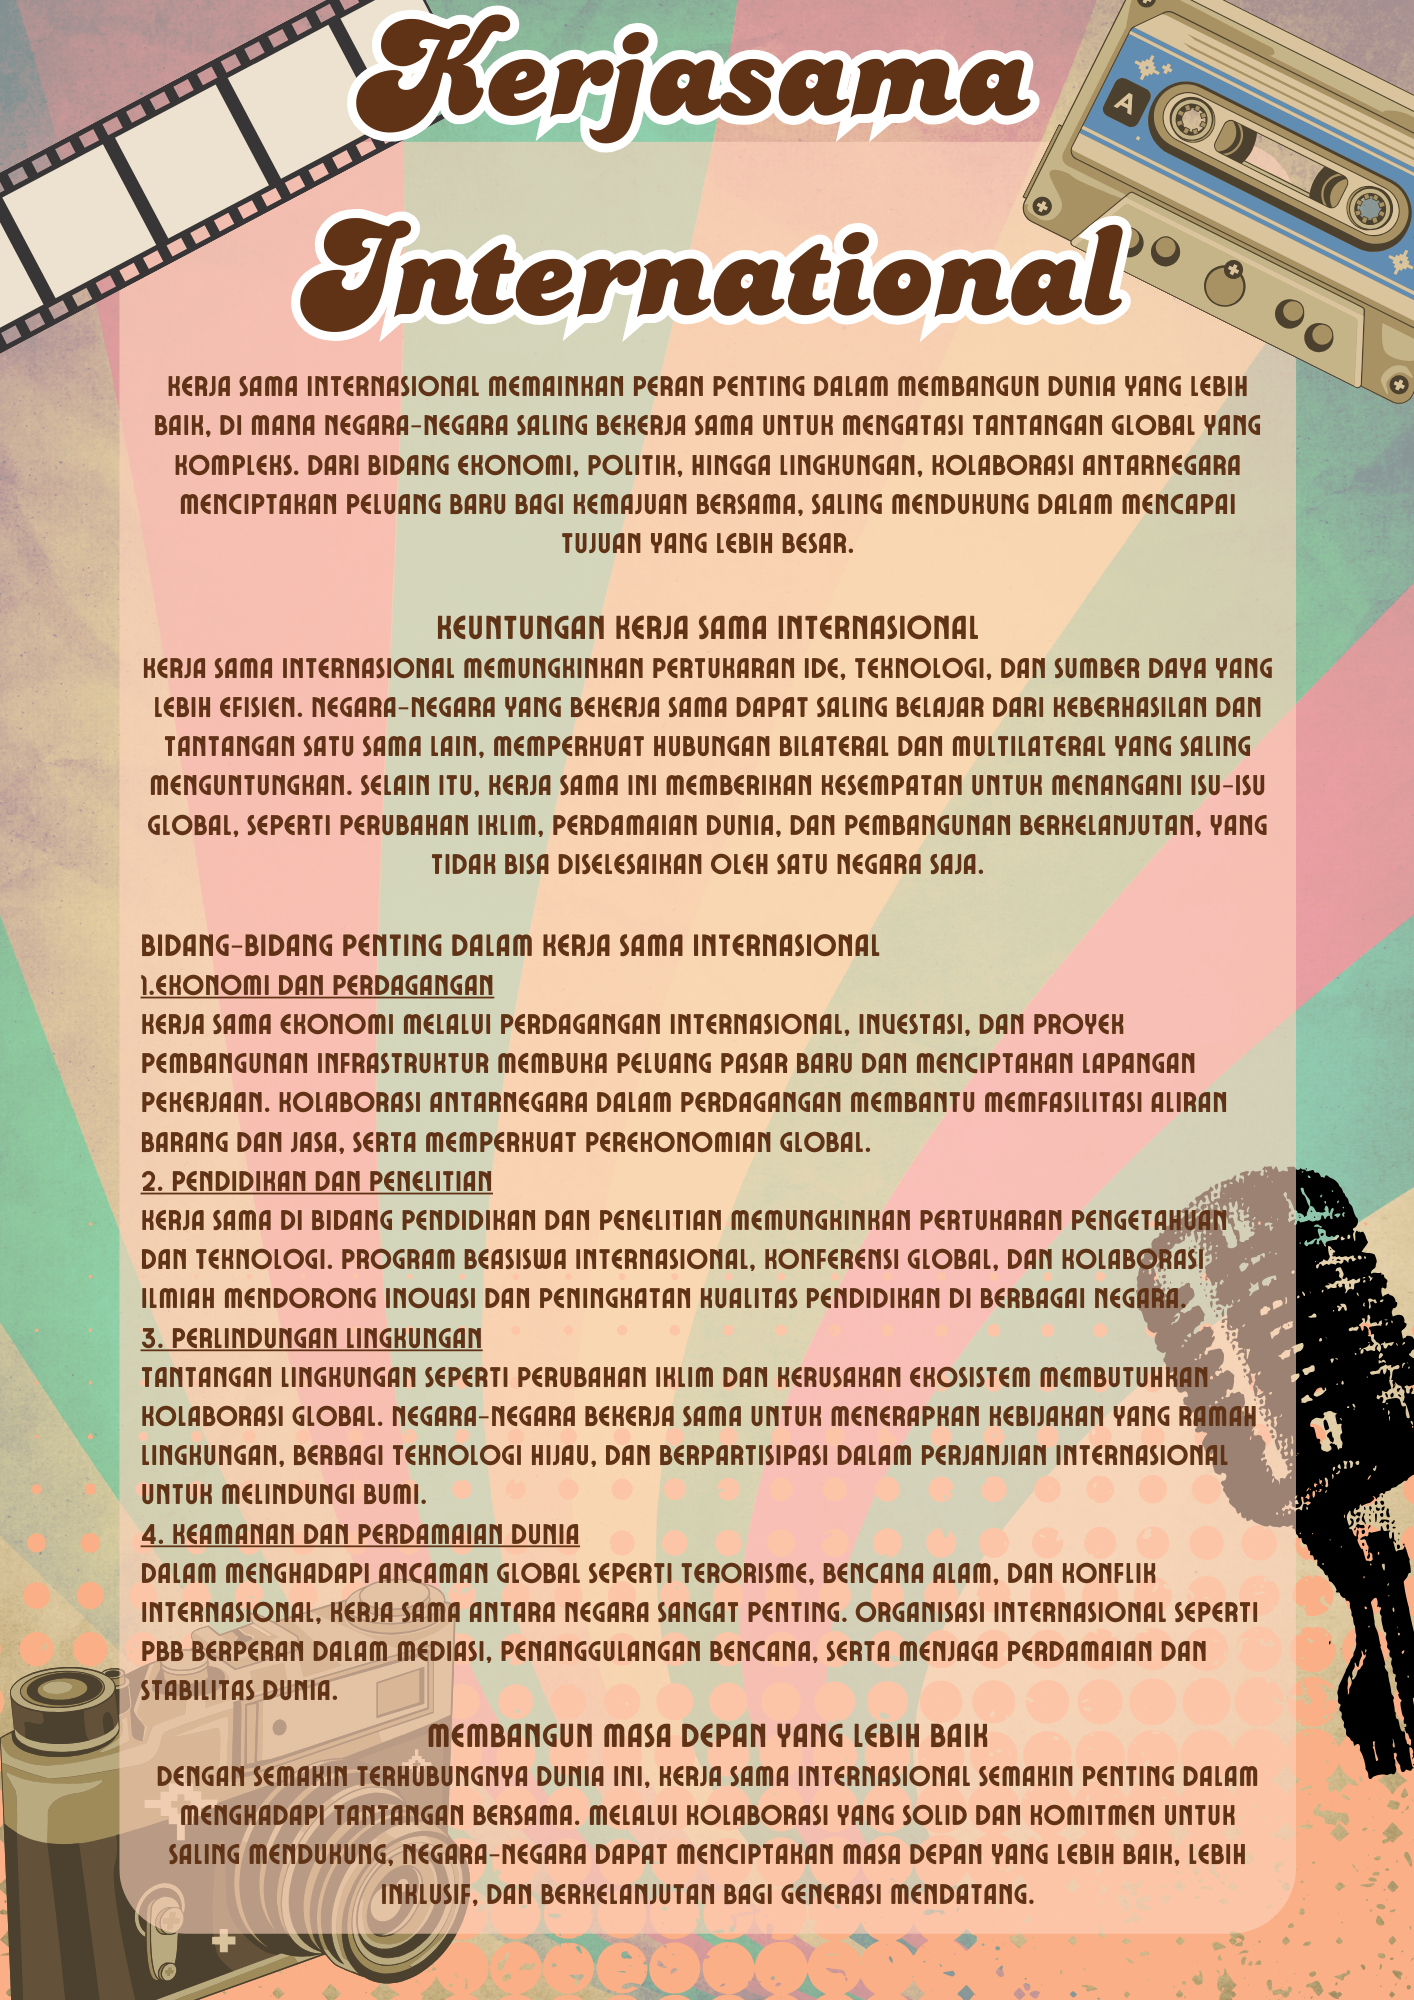 Kerjasama
International
KERJA SAMA INTERNASIONAL MEMAINKAN PERAN PENTING DALAM MEMBANGUN DUNIA YANG LEBIH
BAIK, DI MANA NEGARA-NEGARA SALING BEKERJA SAMA UNTUK MENGATASI TANTANGAN GLOBAL YANG
KOMPLEKS. DARI BIDANG EKONOMI, POLITIK, HINGGA LINGKUNGAN, KOLABORASI ANTARNEGARA
MENCIPTAKAN PELUANG BARU BAGI KEMAJUAN BERSAMA, SALING MENDUKUNG DALAM MENCAPAI
TUJUAN YANG LEBIH BESAR.
KEUNTUNGAN KERJA SAMA INTERNASIONAL
KERJA SAMA INTERNASIONAL MEMUNGKINKAN PERTUKARAN IDE, TEKNOLOGI, DAN SUMBER DAYA YANG
LEBIH EFISIEN. NEGARA-NEGARA YANG BEKERJA SAMA DAPAT SALING BELAJAR DARI KEBERHASILAN DAN
TANTANGAN SATU SAMA LAIN, MEMPERKUAT HUBUNGAN BILATERAL DAN MULTILATERAL YANG SALING
MENGUNTUNGKAN. SELAIN ITU, KERJA SAMA INI MEMBERIKAN KESEMPATAN UNTUK MENANGANI ISU-ISU
GLOBAL, SEPERTI PERUBAHAN IKLIM, PERDAMAIAN DUNIA, DAN PEMBANGUNAN BERKELANJUTAN, YANG
TIDAK BISA DISELESAIKAN OLEH SATU NEGARA SAJA.
BIDANG-BIDANG PENTING DALAM KERJA SAMA INTERNASIONAL
1.EKONOMI DAN PERDAGANGAN
KERJA SAMA EKONOMI MELALUI PERDAGANGAN INTERNASIONAL, INVESTASI, DAN PROYEK
PEMBANGUNAN INFRASTRUKTUR MEMBUKA PELUANG PASAR BARU DAN MENCIPTAKAN LAPANGAN
PEKERJAAN. KOLABORASI ANTARNEGARA DALAM PERDAGANGAN MEMBANTU MEMFASILITASI ALIRAN
BARANG DAN JASA, SERTA MEMPERKUAT PEREKONOMIAN GLOBAL.
2. PENDIDIKAN DAN PENELITIAN
KERJA SAMA DI BIDANG PENDIDIKAN DAN PENELITIAN MEMUNGKINKAN PERTUKARAN PENGETAHUAN
DAN TEKNOLOGI. PROGRAM BEASISWA INTERNASIONAL, KONFERENSI GLOBAL, DAN KOLABORASI
ILMIAH MENDORONG INOVASI DAN PENINGKATAN KUALITAS PENDIDIKAN DI BERBAGAI NEGARA.
3. PERLINDUNGAN LINGKUNGAN
TANTANGAN LINGKUNGAN SEPERTI PERUBAHAN IKLIM DAN KERUSAKAN EKOSISTEM MEMBUTUHKAN
KOLABORASI GLOBAL. NEGARA-NEGARA BEKERJA SAMA UNTUK MENERAPKAN KEBIJAKAN YANG RAMAH
LINGKUNGAN, BERBAGI TEKNOLOGI HIJAU, DAN BERPARTISIPASI DALAM PERJANJIAN INTERNASIONAL
UNTUK MELINDUNGI BUMI.
4. KEAMANAN DAN PERDAMAIAN DUNIA
DALAM MENGHADAPI ANCAMAN GLOBAL SEPERTI TERORISME, BENCANA ALAM, DAN KONFLIK
INTERNASIONAL, KERJA SAMA ANTARA NEGARA SANGAT PENTING. ORGANISASI INTERNASIONAL SEPERTI
PBB BERPERAN DALAM MEDIASI, PENANGGULANGAN BENCANA, SERTA MENJAGA PERDAMAIAN DAN
STABILITAS DUNIA.
MEMBANGUN MASA DEPAN YANG LEBIH BAIK
DENGAN SEMAKIN TERHUBUNGNYA DUNIA INI, KERJA SAMA INTERNASIONAL SEMAKIN PENTING DALAM
MENGHADAPI TANTANGAN BERSAMA. MELALUI KOLABORASI YANG SOLID DAN KOMITMEN UNTUK
SALING MENDUKUNG, NEGARA-NEGARA DAPAT MENCIPTAKAN MASA DEPAN YANG LEBIH BAIK, LEBIH
INKLUSIF, DAN BERKELANJUTAN BAGI GENERASI MENDATANG.
A